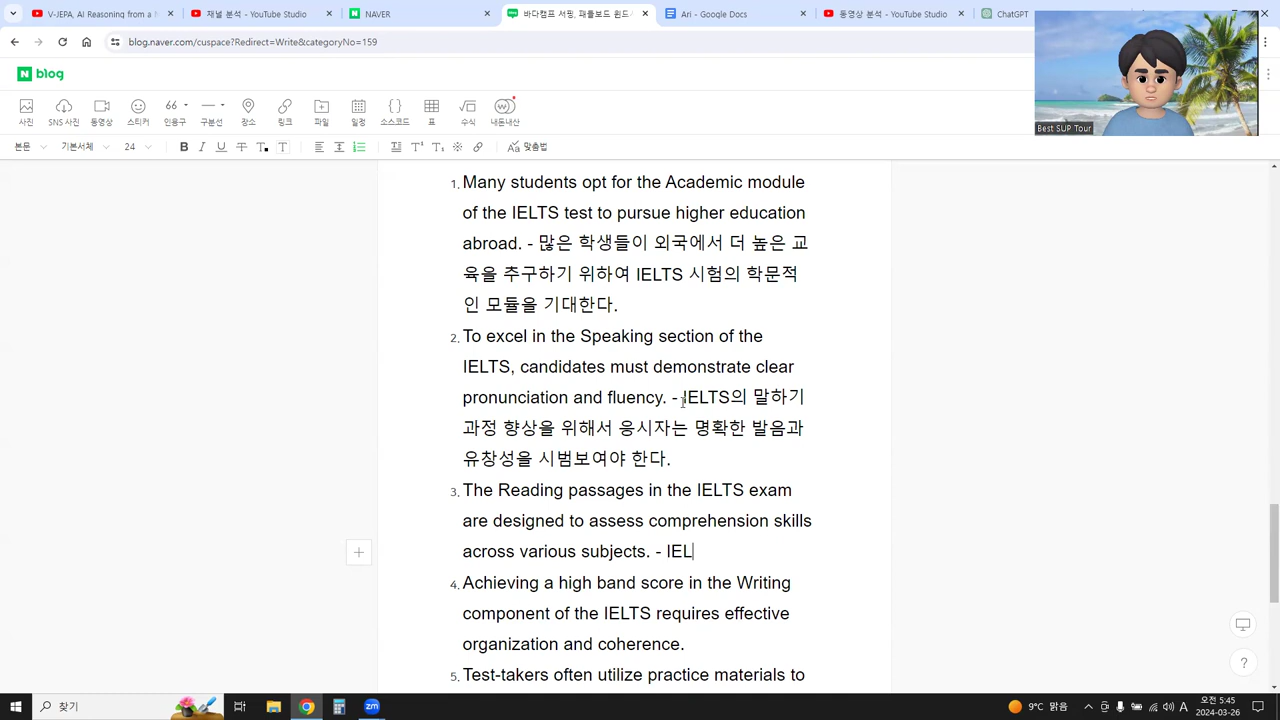 V-JEPA, AI Reasoning from a
채널 분석 - YouTube Studio
NAVER
바다캠프 서핑, 패들보드 윈드
Ari - Google Docs
동영상 분석 - YouTube Studio
ChatGPT
blog.naver.com/cuspace?Redirect=Write&categoryNo=159
N blog
사진 SNS 사진 동영상 스티커 인용구 구분선 장소 링크 파일 일정 소스코드 표 수식 내돈내산
본문 기본서체 24 B I U T T T 맞춤법
Best SUP Tour
1. Many students opt for the Academic module
of the IELTS test to pursue higher education
abroad. - 많은 학생들이 외국에서 더 높은 교
육을 추구하기 위하여 IELTS 시험의 학문적
인 모듈을 기대한다.
2. To excel in the Speaking section of the
IELTS, candidates must demonstrate clear
pronunciation and fluency. - IELTS의 말하기
과정 향상을 위해서 응시자는 명확한 발음과
유창성을 시범보여야 한다.
3. The Reading passages in the IELTS exam
are designed to assess comprehension skills
across various subjects. - IEL
4. Achieving a high band score in the Writing
component of the IELTS requires effective
organization and coherence.
5. Test-takers often utilize practice materials to
찾기
9°C 맑음
A
오전 5:45
2024-03-26